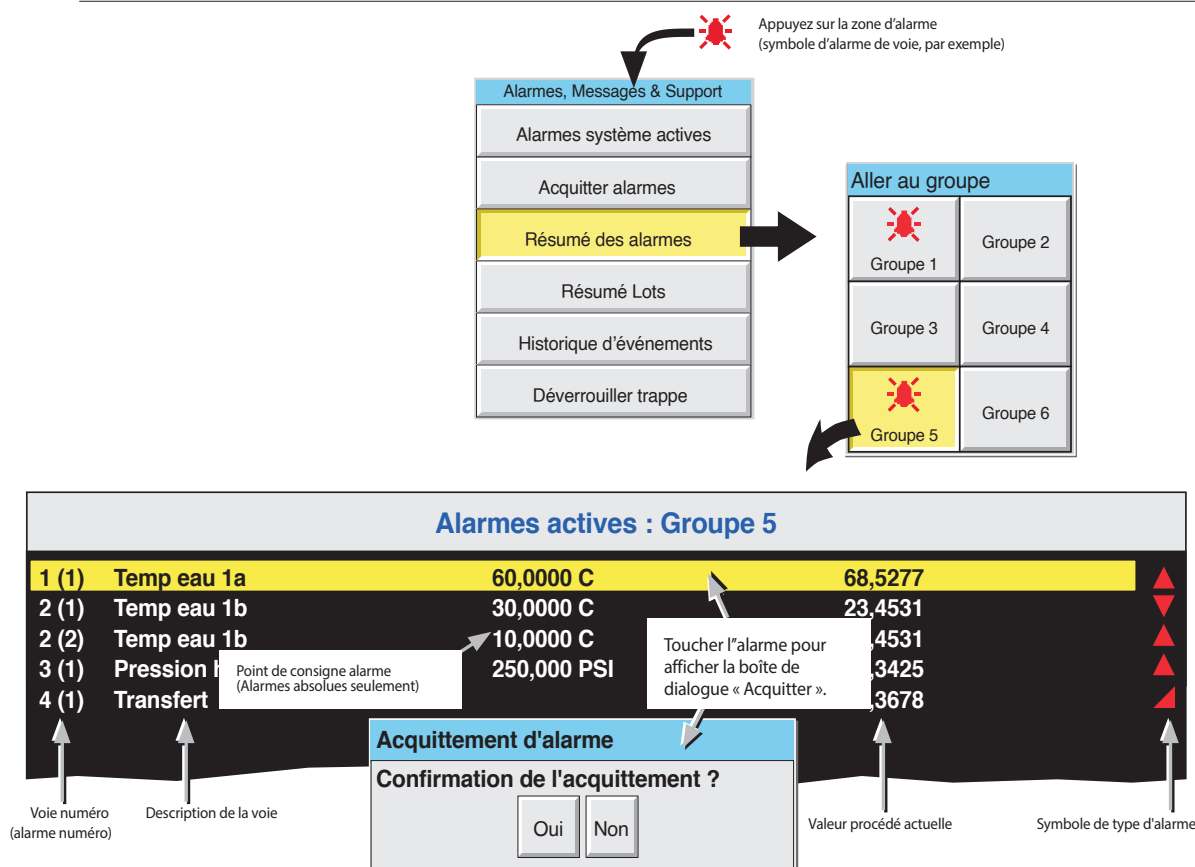 Appuyez sur la zone d'alarme
(symbole d'alarme de voie, par exemple)
Alarmes, Messages & Support
Alarmes système actives
Acquitter alarmes
Résumé des alarmes
Résumé Lots
Historique d'événements
Déverrouiller trappe
Aller au groupe
Groupe 1
Groupe 2
Groupe 3
Groupe 4
Groupe 5
Groupe 6
Alarmes actives : Groupe 5
1 (1) Temp eau 1a 60,0000 C 68,5277
2 (1) Temp eau 1b 30,0000 C 23,4531
2 (2) Temp eau 1b 10,0000 C ,4531
3 (1) Pression 250,000 PSI ,3425
4 (1) Transfert ,3678
Point de consigne alarme
(Alarmes absolues seulement)
Toucher l"alarme pour
afficher la boîte de
dialogue « Acquitter ».
Acquittement d'alarme
Confirmation de l'acquittement ?
Oui Non
Voie numéro
(alarme numéro)
Description de la voie
Valeur procédé actuelle
Symbole de type d'alarme